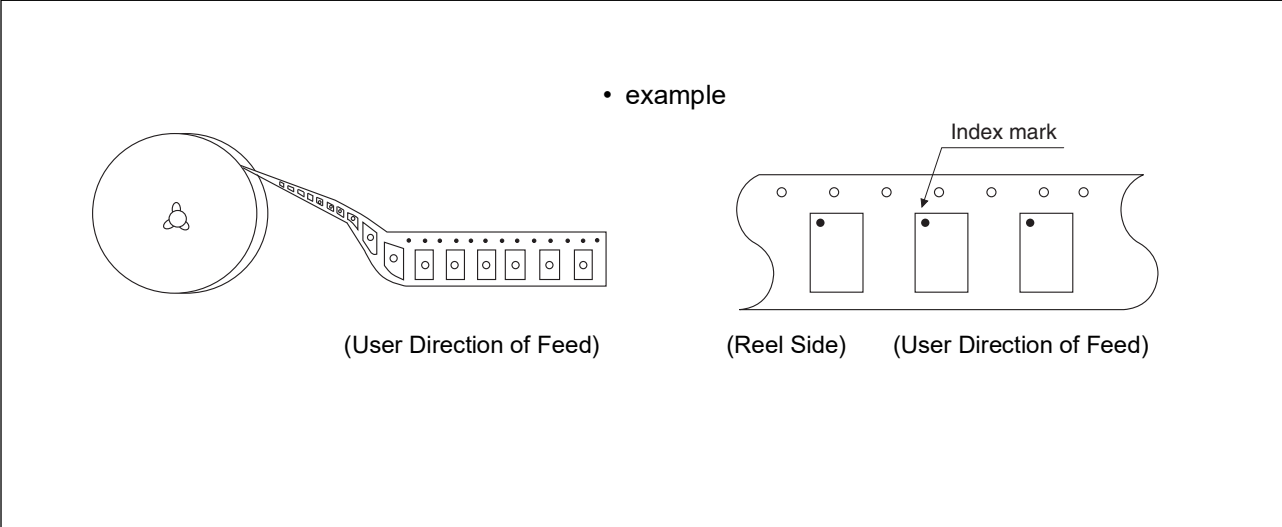 • example
Index mark
(User Direction of Feed)
(Reel Side)
(User Direction of Feed)